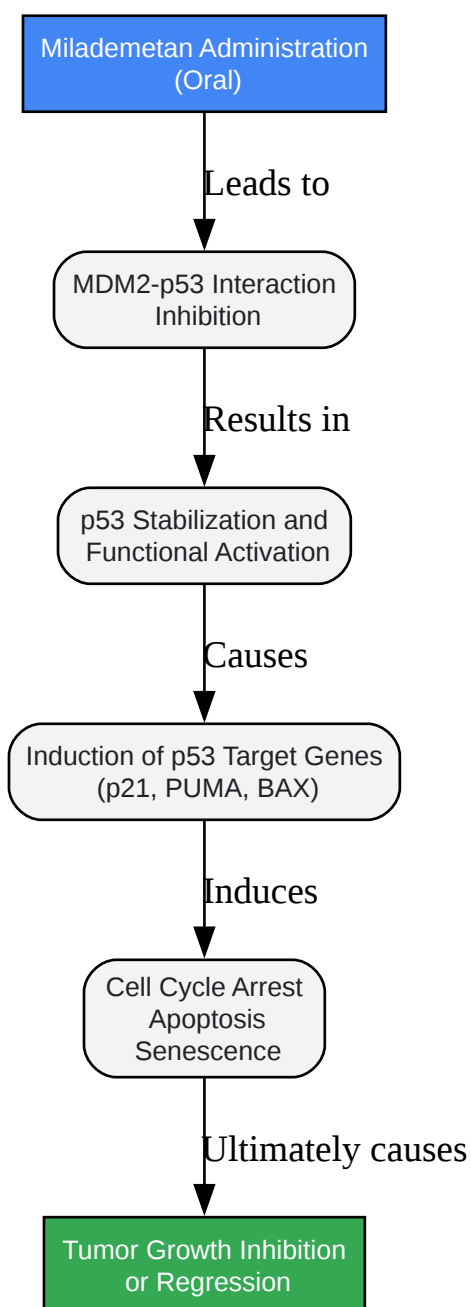 Milademetan Administration
(Oral)
Leads to
MDM2-p53 Interaction
Inhibition
Results in
p53 Stabilization and
Functional Activation
Causes
Induction of p53 Target Genes
(p21, PUMA, BAX)
Induces
Cell Cycle Arrest
Apoptosis
Senescence
Ultimately causes
Tumor Growth Inhibition
or Regression